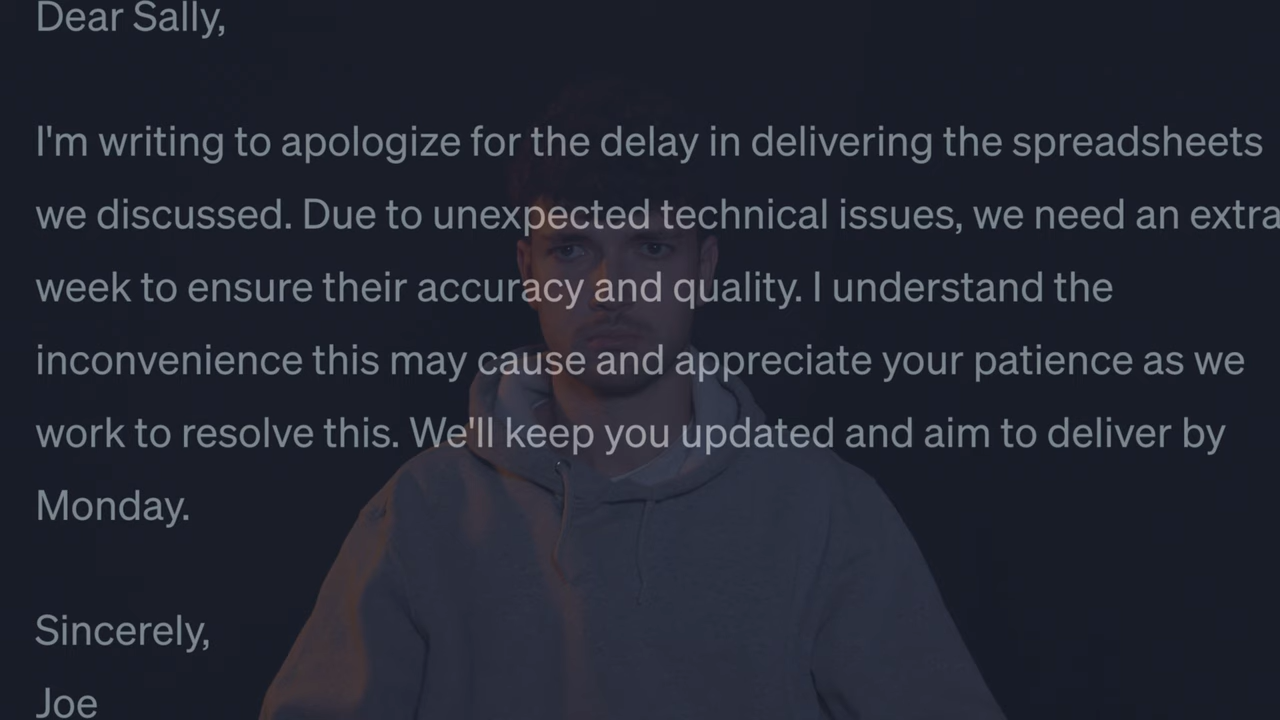 Dear Sally,
I'm writing to apologize for the delay in delivering the spreadsheets
we discussed. Due to unexpected technical issues, we need an extra
week to ensure their accuracy and quality. I understand the
inconvenience this may cause and appreciate your patience as we
work to resolve this. We'll keep you updated and aim to deliver by
Monday.
Sincerely,
Joe